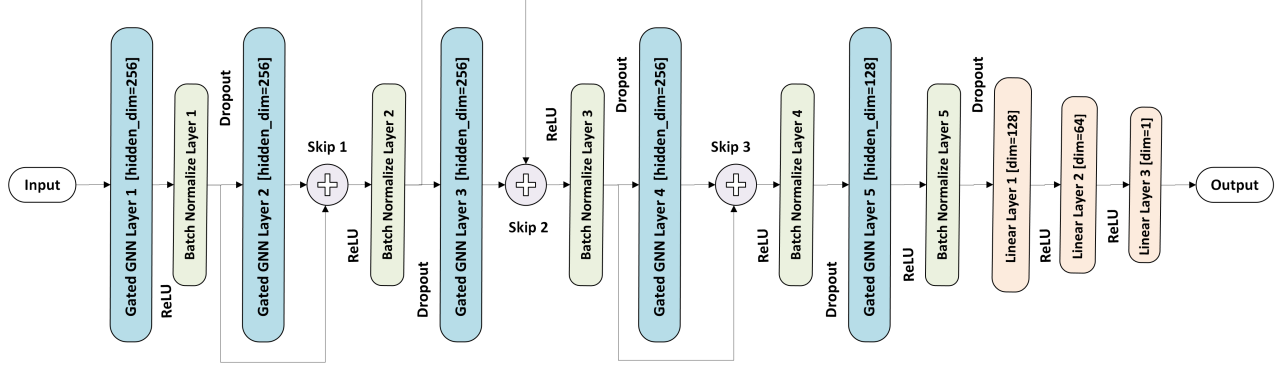 Input
Gated GNN Layer 1 [hidden_dim=256]
ReLU
Batch Normalize Layer 1
Dropout
Gated GNN Layer 2 [hidden_dim=256]
Skip 1
ReLU
Batch Normalize Layer 2
Dropout
Gated GNN Layer 3 [hidden_dim=256]
Skip 2
ReLU
Batch Normalize Layer 3
Dropout
Gated GNN Layer 4 [hidden_dim=256]
Skip 3
ReLU
Batch Normalize Layer 4
Dropout
Gated GNN Layer 5 [hidden_dim=128]
ReLU
Batch Normalize Layer 5
Dropout
Linear Layer 1 [dim=128]
ReLU
Linear Layer 2 [dim=64]
ReLU
Linear Layer 3 [dim=1]
Output